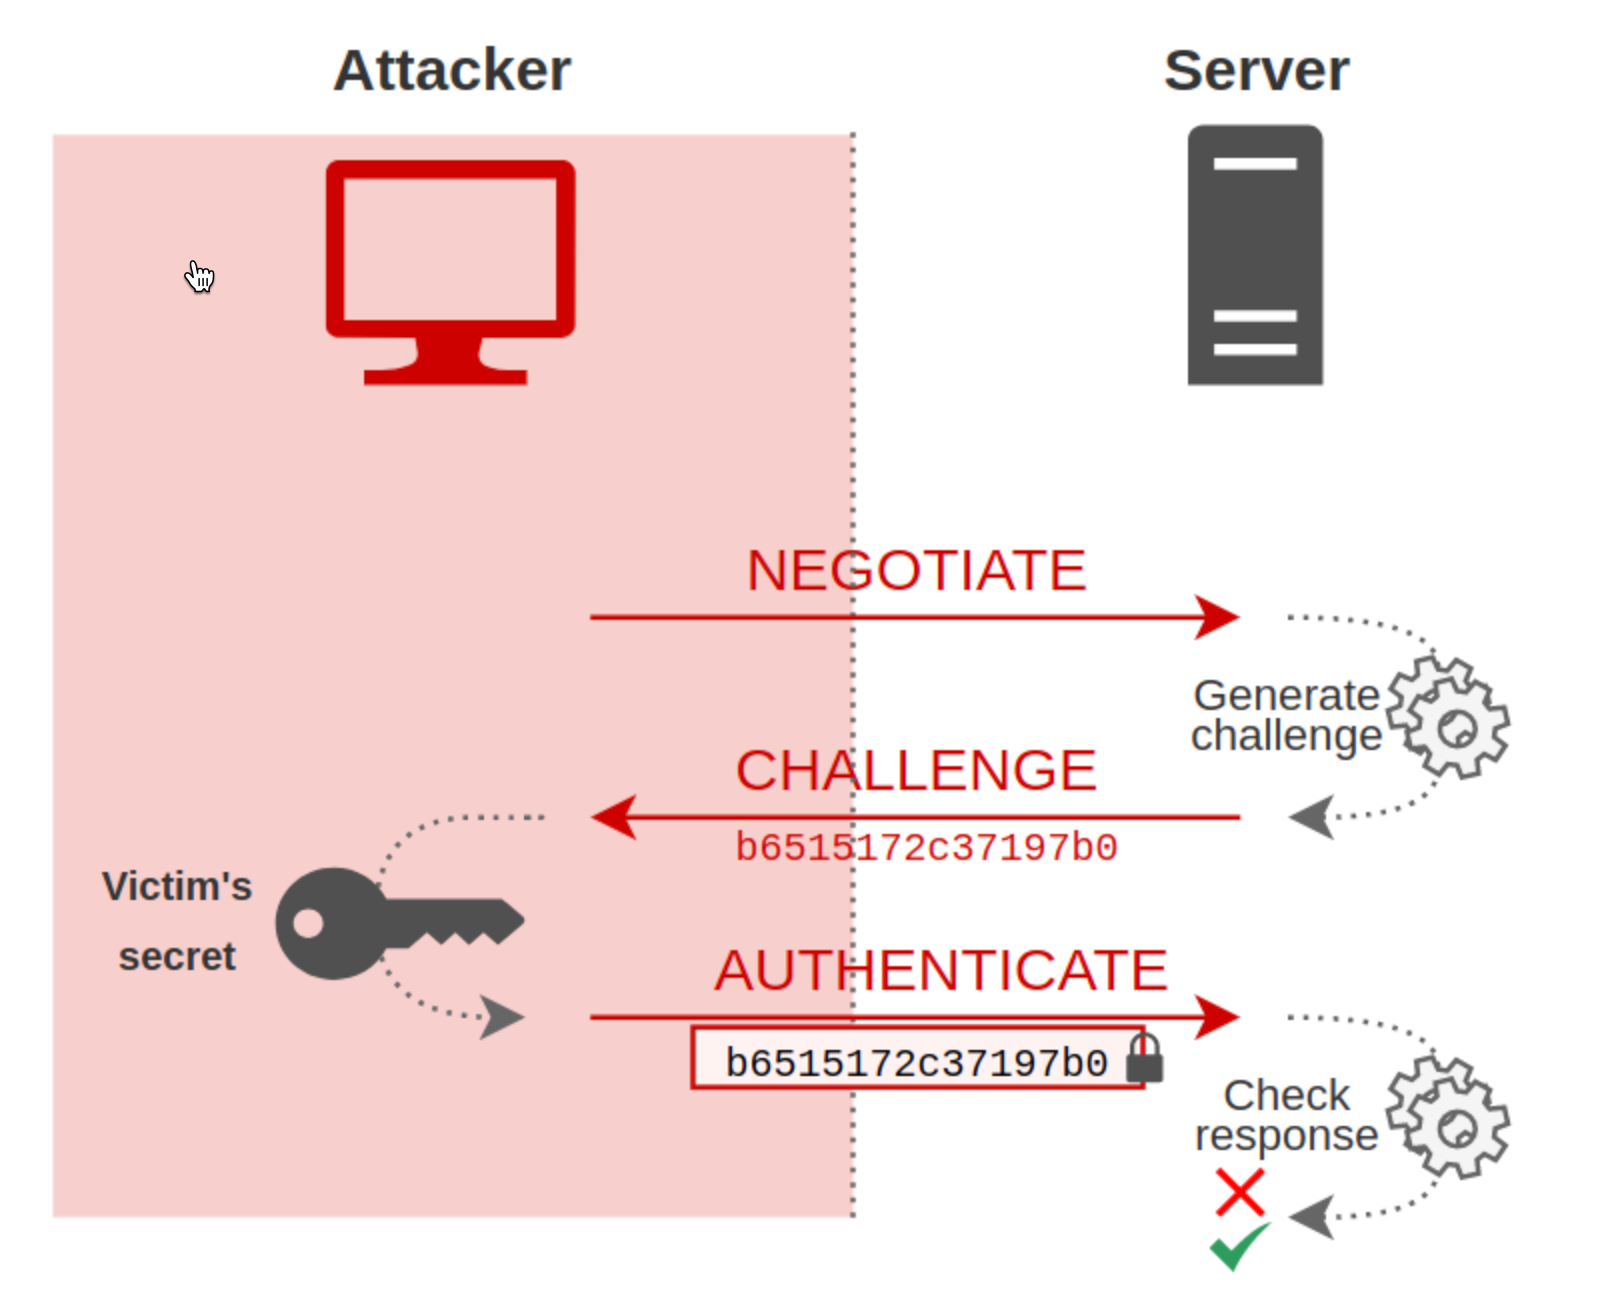 Attacker
Server
NEGOTIATE
Generate
challenge
CHALLENGE
b6515172c37197b0
Victim's
secret
AUTHENTICATE
b6515172c37197b0
Check
response